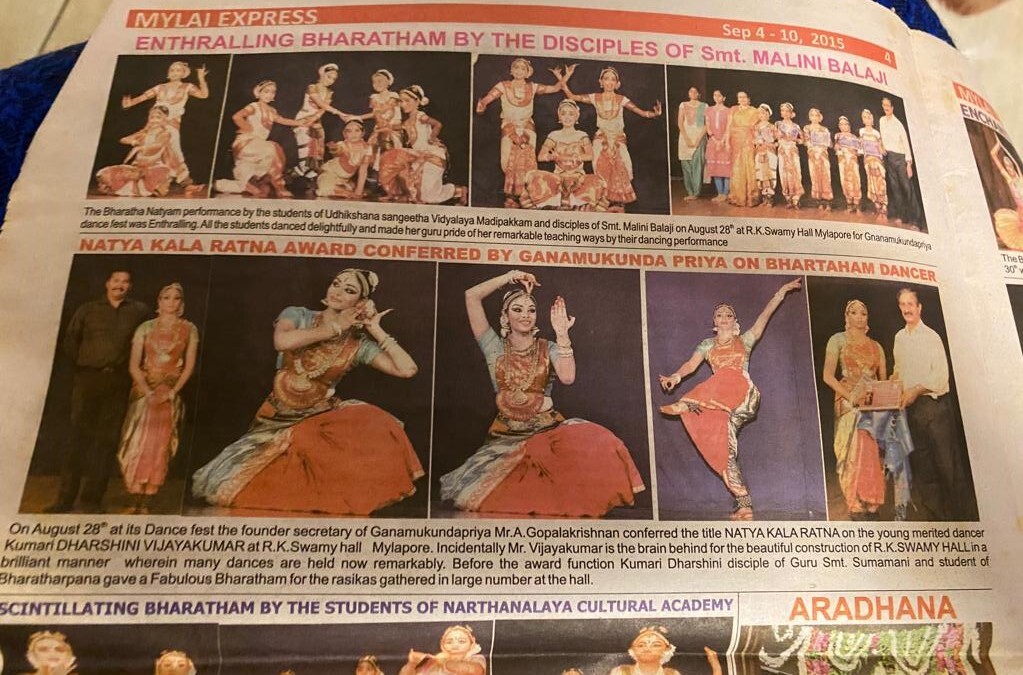 MYLAI EXPRESS
Sep 4 - 10, 2015
4
ENTHRALLING BHARATHAM BY THE DISCIPLES OF Smt. MALINI BALAJI
The Bharatha Natyam performance by the students of Udhikshana sangeetha Vidyalaya Madipakkam and disciples of Smt. Malini Balaji on August 28th at R.K.Swamy Hall Mylapore for Gnanamukundapriya
dance fest was Enthralling. All the students danced delightfully and made her guru pride of her remarkable teaching ways by their dancing performance
NATYA KALA RATNA AWARD CONFERRED BY GANAMUKUNDA PRIYA ON BHARTAHAM DANCER
On August 28th at its Dance fest the founder secretary of Ganamukundapriya Mr.A.Gopalakrishnan conferred the title NATYA KALA RATNA on the young merited dancer
Kumari DHARSHINI VIJAYAKUMAR at R.K.Swamy hall Mylapore. Incidentally Mr. Vijayakumar is the brain behind for the beautiful construction of R.K.SWAMY HALL in a
brilliant manner wherein many dances are held now remarkably. Before the award function Kumari Dharshini disciple of Guru Smt. Sumamani and student of
Bharatharpana gave a Fabulous Bharatham for the rasikas gathered in large number at the hall.
SCINTILLATING BHARATHAM BY THE STUDENTS OF NARTHANALAYA CULTURAL ACADEMY
ARADHANA
MYLA
ENCH
The B
30th